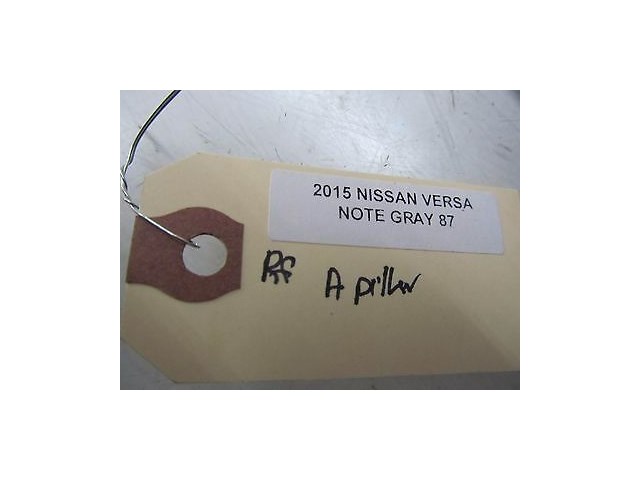 2015 NISSAN VERSA
NOTE GRAY 87
RF A pillar